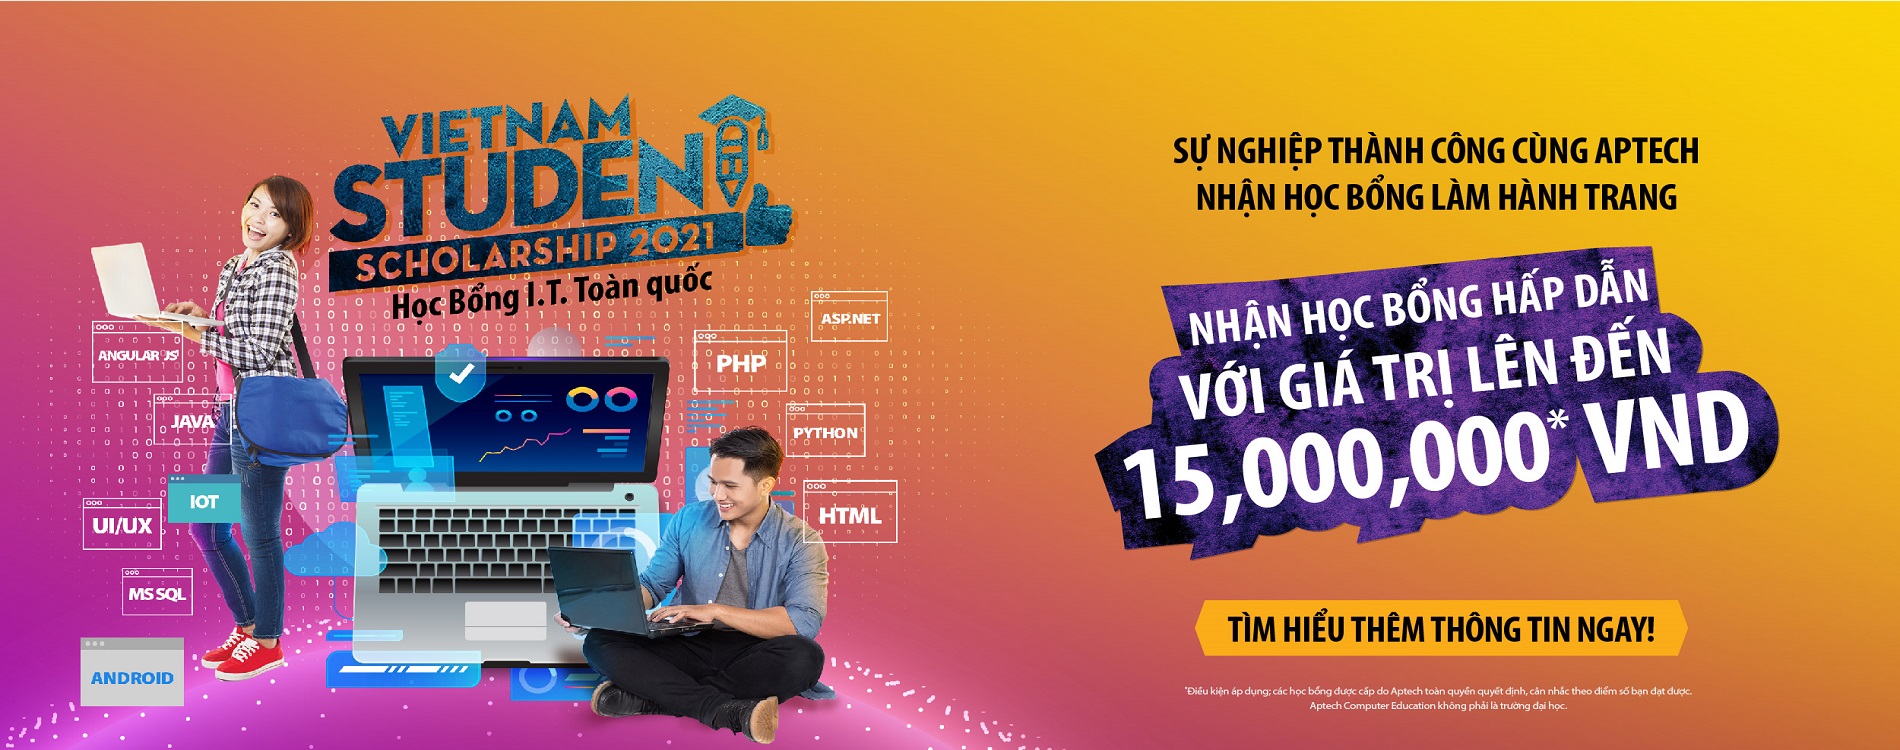 VIETNAM
STUDENT
SCHOLARSHIP 2021
Học Bổng I.T. Toàn quốc
ANGULAR JS
JAVA
IOT
UI/UX
MS SQL
ANDROID
ASP.NET
PHP
PYTHON
HTML
SỰ NGHIỆP THÀNH CÔNG CÙNG APTECH
NHẬN HỌC BỔNG LÀM HÀNH TRANG
NHẬN HỌC BỔNG HẤP DẪN
VỚI GIÁ TRỊ LÊN ĐẾN
15,000,000* VND
TÌM HIỂU THÊM THÔNG TIN NGAY!
*Điều kiện áp dụng; các học bổng được cấp do Aptech toàn quyền quyết định, cân nhắc theo điểm số bạn đạt được.
Aptech Computer Education không phải là trường đại học.